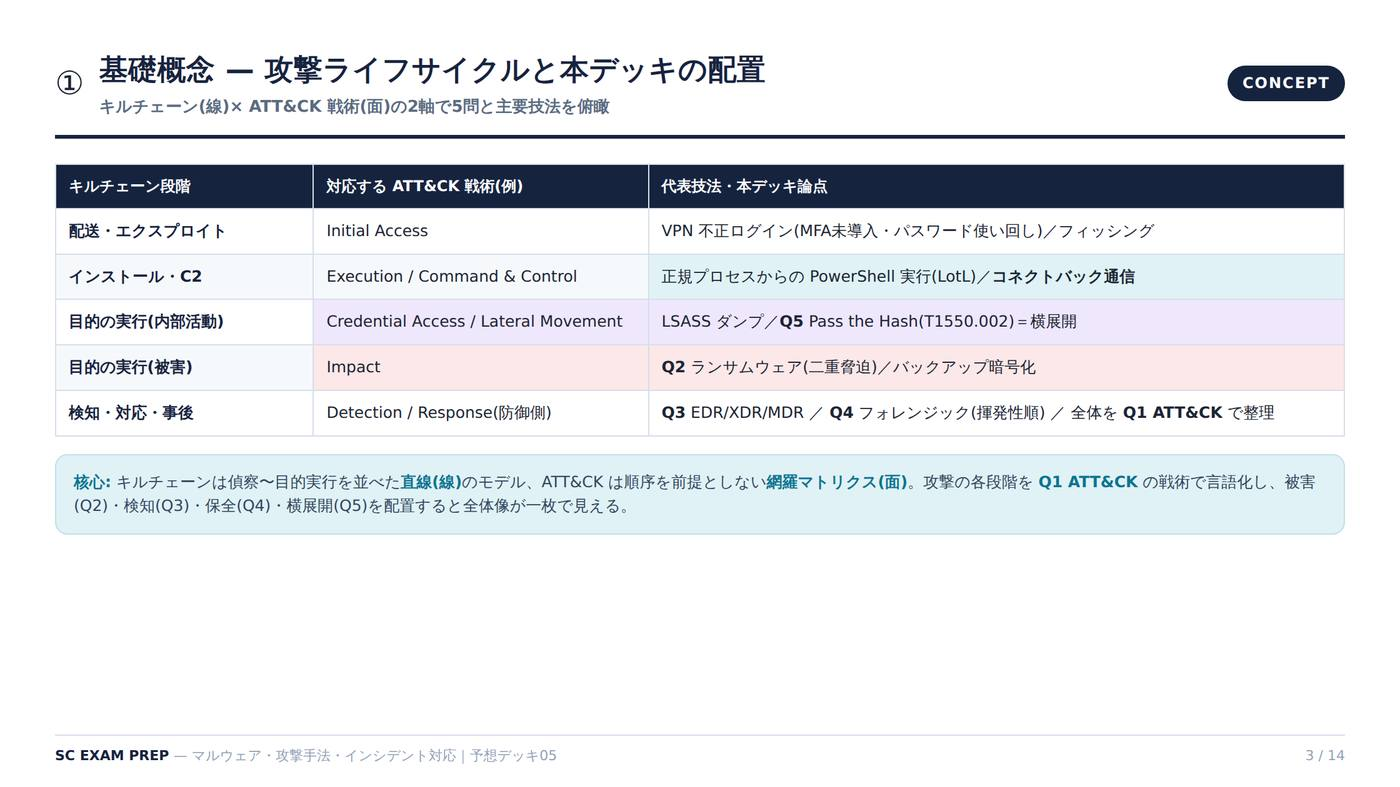 ①
基礎概念 — 攻撃ライフサイクルと本デッキの配置
キルチェーン(線)× ATT&CK 戦術(面)の2軸で5問と主要技法を俯瞰
CONCEPT
キルチェーン段階
対応する ATT&CK 戦術(例)
代表技法・本デッキ論点
配送・エクスプロイト
Initial Access
VPN 不正ログイン(MFA未導入・パスワード使い回し)／フィッシング
インストール・C2
Execution / Command & Control
正規プロセスからの PowerShell 実行(LotL)／コネクトバック通信
目的の実行(内部活動)
Credential Access / Lateral Movement
LSASS ダンプ／Q5 Pass the Hash(T1550.002)＝横展開
目的の実行(被害)
Impact
Q2 ランサムウェア(二重脅迫)／バックアップ暗号化
検知・対応・事後
Detection / Response(防御側)
Q3 EDR/XDR/MDR ／ Q4 フォレンジック(揮発性順) ／ 全体を Q1 ATT&CK で整理
核心: キルチェーンは偵察〜目的実行を並べた直線(線)のモデル、ATT&CK は順序を前提としない網羅マトリクス(面)。攻撃の各段階を Q1 ATT&CK の戦術で言語化し、被害
(Q2)・検知(Q3)・保全(Q4)・横展開(Q5)を配置すると全体像が一枚で見える。
SC EXAM PREP — マルウェア・攻撃手法・インシデント対応｜予想デッキ05
3 / 14